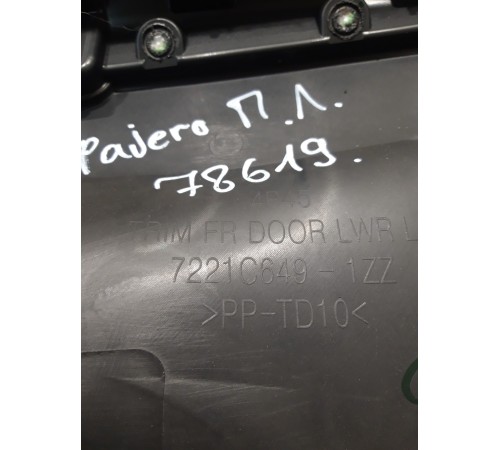 Pajero П.Л.
78619.
TRIM FR DOOR LWR L
7221C649-1ZZ
>PP-TD10<